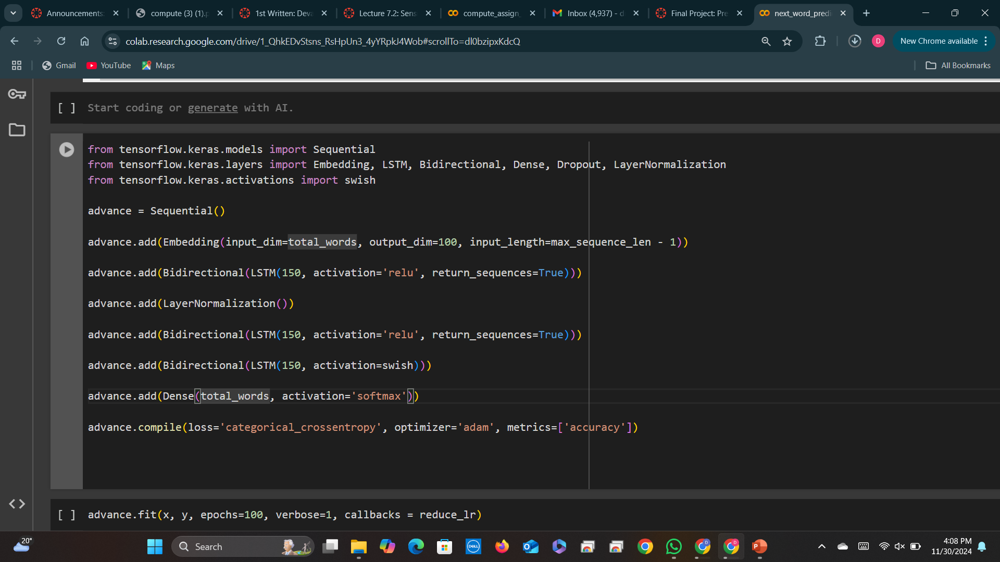 Announcements:
compute (3) (1).p
1st Written: Deva
Lecture 7.2: Sens
compute_assign_
Inbox (4,937) - d
Final Project: Pre
next_word_predi
colab.research.google.com/drive/1_QhkEDvStsns_RsHpUn3_4yYRpkJ4Wob#scrollTo=dl0bzipxKdcQ
D
New Chrome available
Gmail
YouTube
Maps
All Bookmarks
[ ] Start coding or generate with AI.
from tensorflow.keras.models import Sequential
from tensorflow.keras.layers import Embedding, LSTM, Bidirectional, Dense, Dropout, LayerNormalization
from tensorflow.keras.activations import swish
advance = Sequential()
advance.add(Embedding(input_dim=total_words, output_dim=100, input_length=max_sequence_len - 1))
advance.add(Bidirectional(LSTM(150, activation='relu', return_sequences=True)))
advance.add(LayerNormalization())
advance.add(Bidirectional(LSTM(150, activation='relu', return_sequences=True)))
advance.add(Bidirectional(LSTM(150, activation=swish)))
advance.add(Dense(total_words, activation='softmax'))
advance.compile(loss='categorical_crossentropy', optimizer='adam', metrics=['accuracy'])
[ ] advance.fit(x, y, epochs=100, verbose=1, callbacks = reduce_lr)
20°
Search
DELL
4:08 PM
11/30/2024